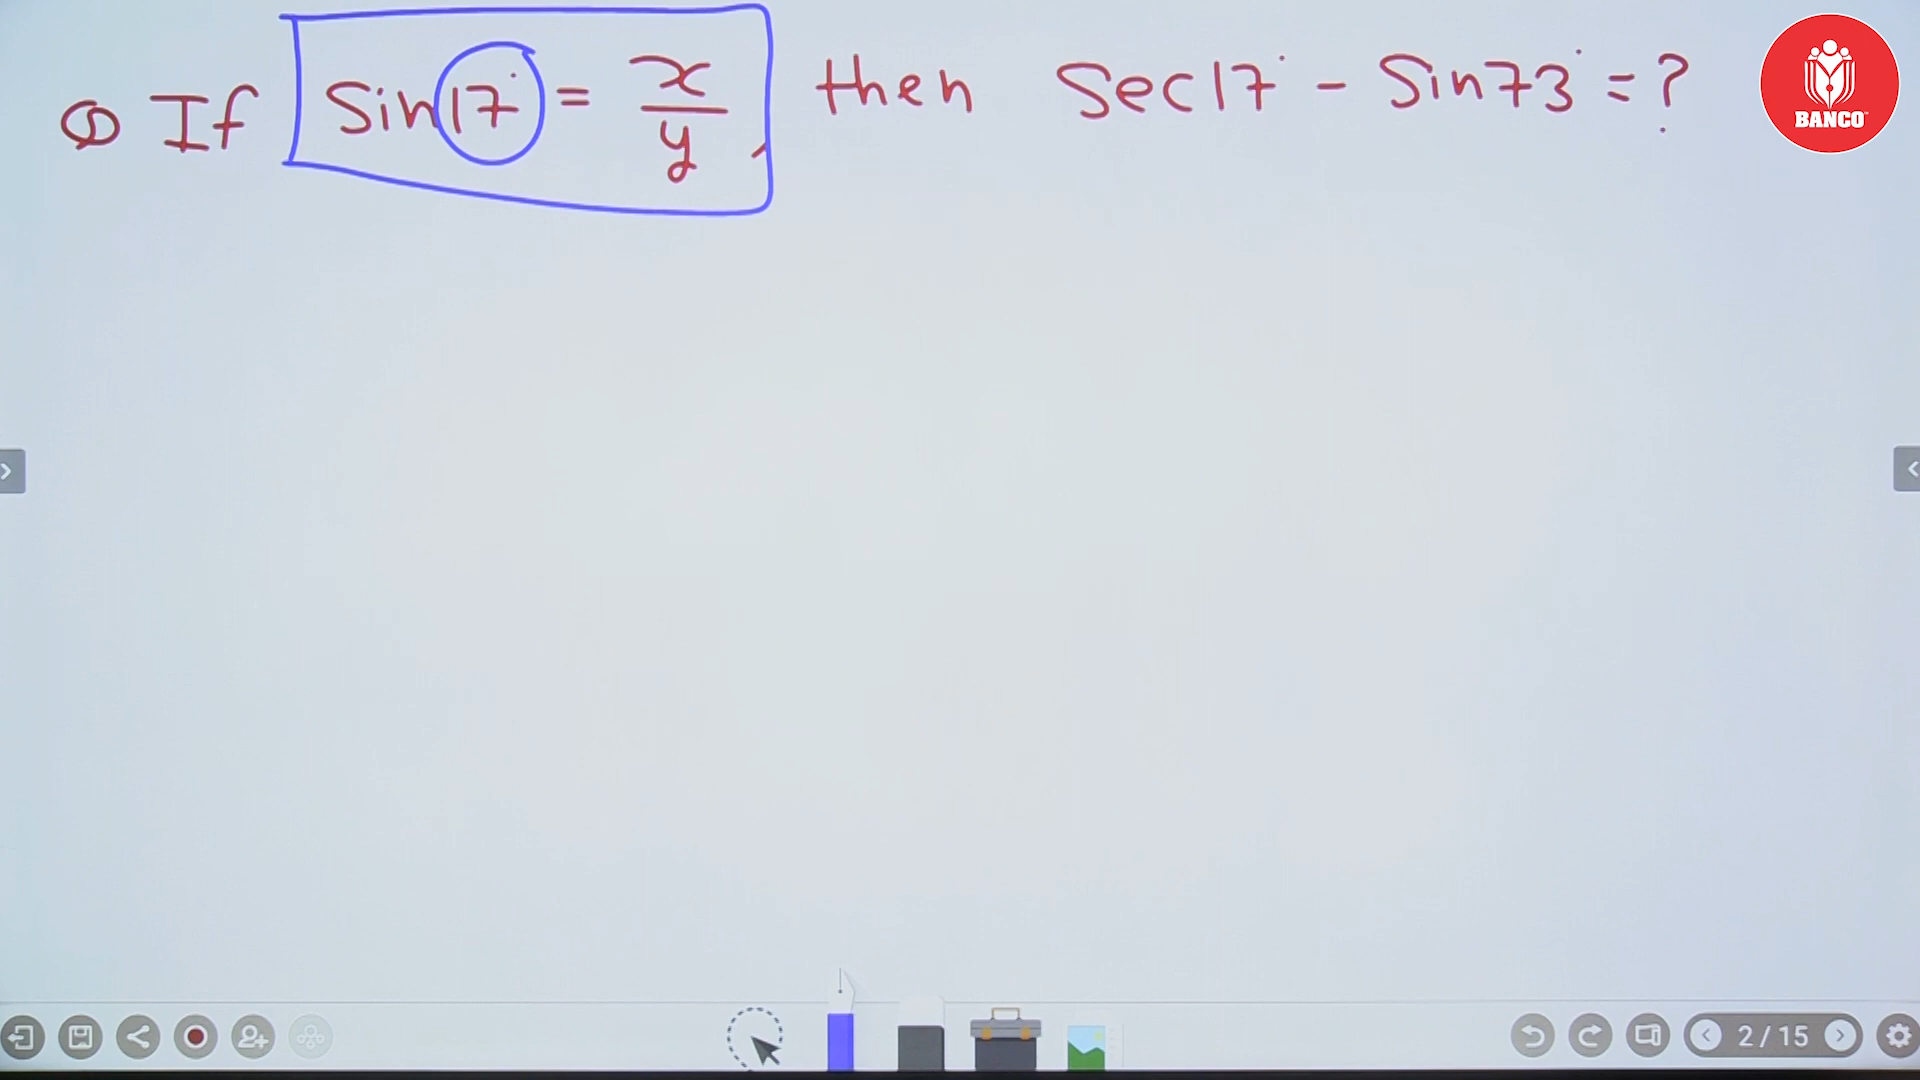 Q If Sin17° = x/y, then Sec17° - Sin73° = ?
BANCO
2/15